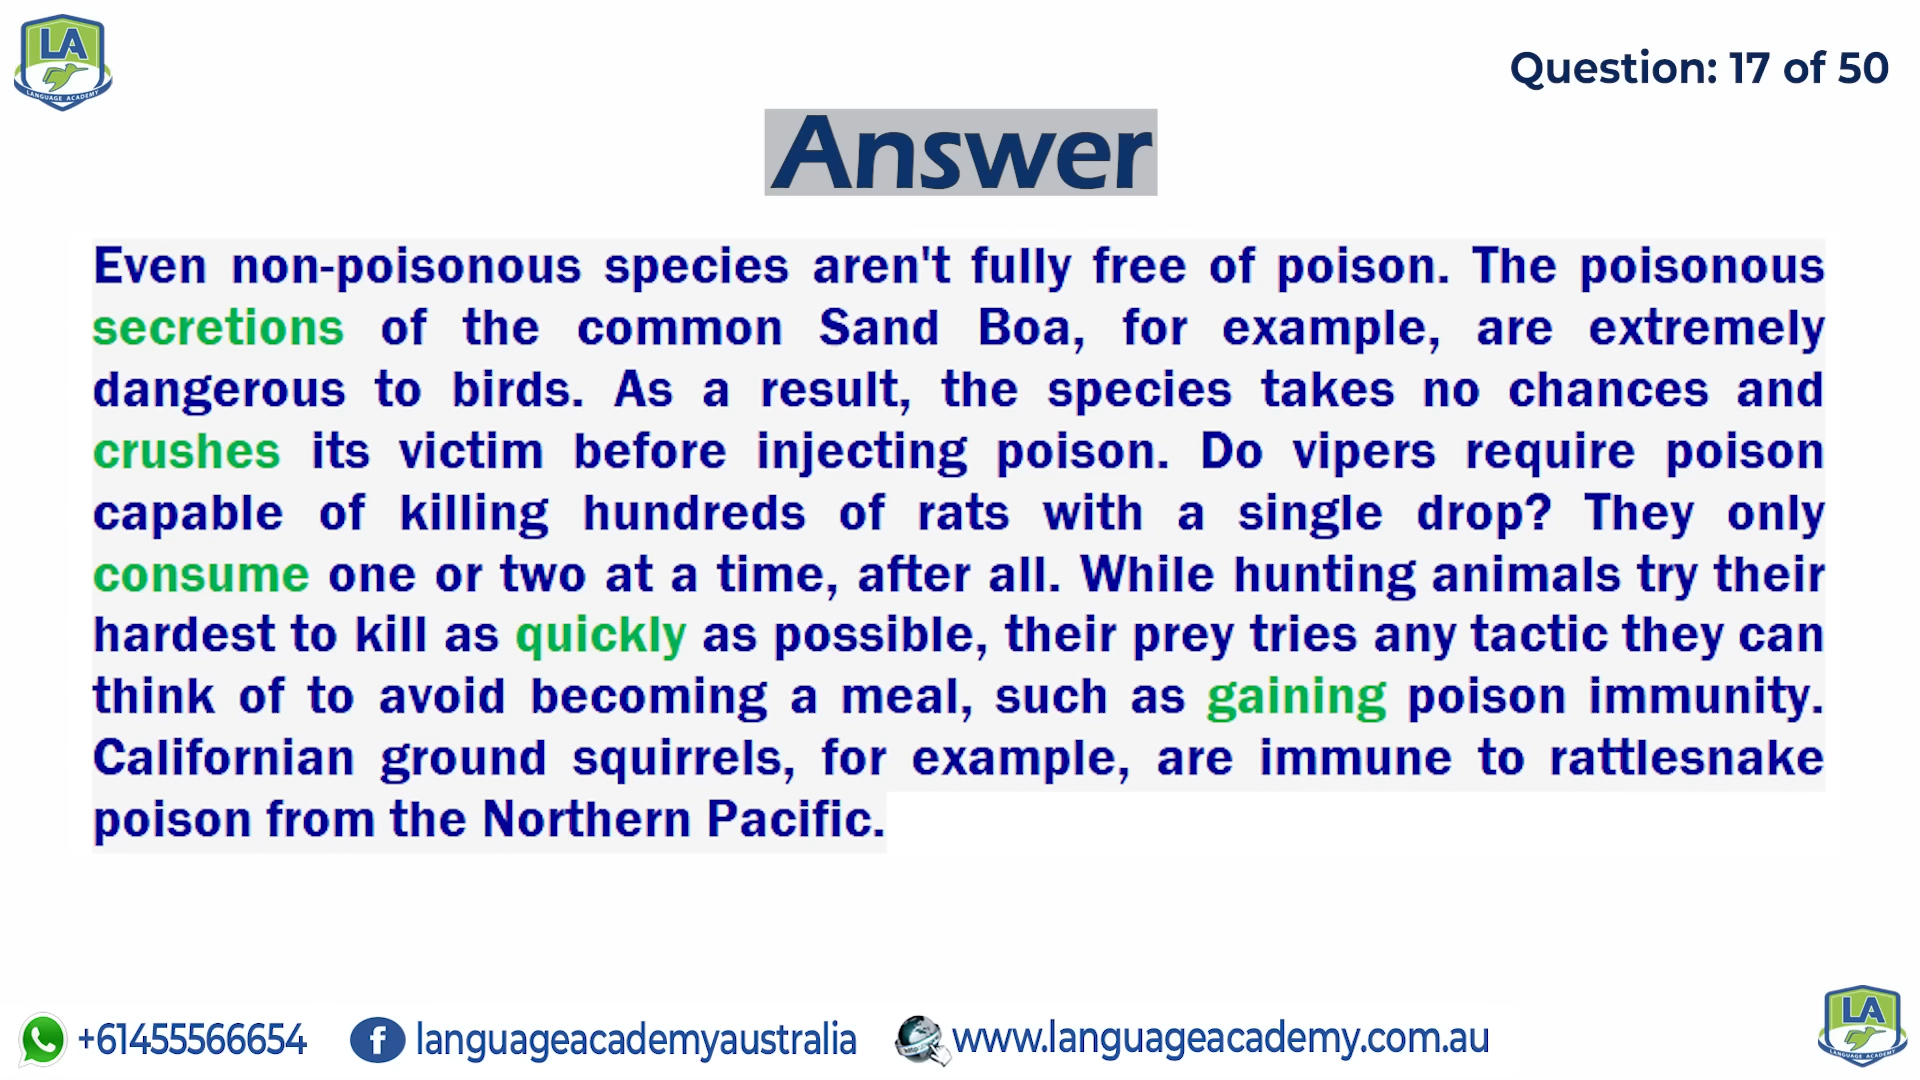 LA
LANGUAGE ACADEMY
Question: 17 of 50
Answer
Even non-poisonous species aren't fully free of poison. The poisonous
secretions of the common Sand Boa, for example, are extremely
dangerous to birds. As a result, the species takes no chances and
crushes its victim before injecting poison. Do vipers require poison
capable of killing hundreds of rats with a single drop? They only
consume one or two at a time, after all. While hunting animals try their
hardest to kill as quickly as possible, their prey tries any tactic they can
think of to avoid becoming a meal, such as gaining poison immunity.
Californian ground squirrels, for example, are immune to rattlesnake
poison from the Northern Pacific.
+61455566654
f languageacademyaustralia
www.languageacademy.com.au
LA
LANGUAGE ACADEMY